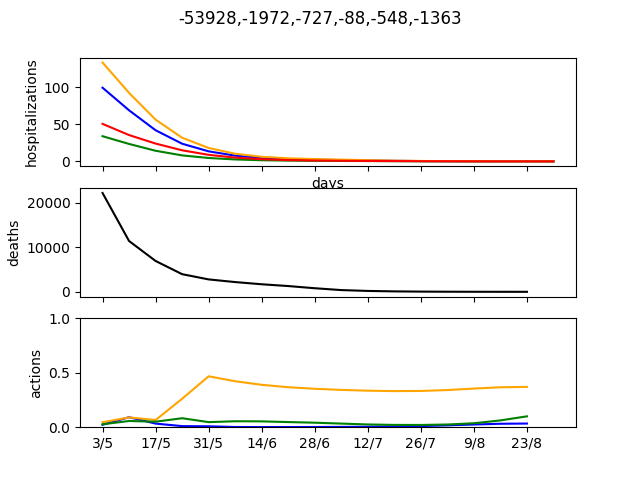 -53928,-1972,-727,-88,-548,-1363
hospitalizations
100
50
0
days
deaths
20000
10000
0
actions
1.0
0.5
0.0
3/5 17/5 31/5 14/6 28/6 12/7 26/7 9/8 23/8